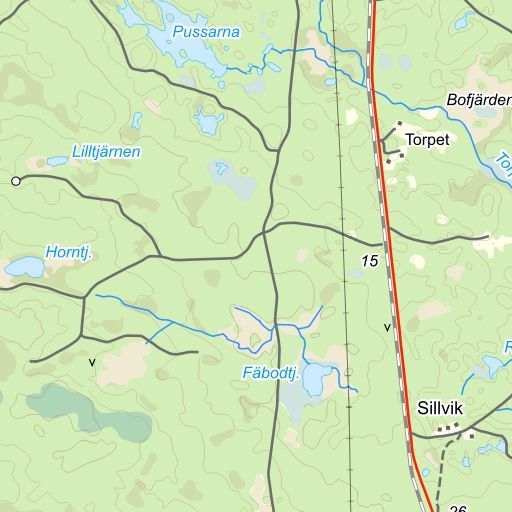 Pussarna
Bofjärden
Torpet
Lilltjärnen
Horntj.
15
v
v
Fäbodtj.
Sillvik
26